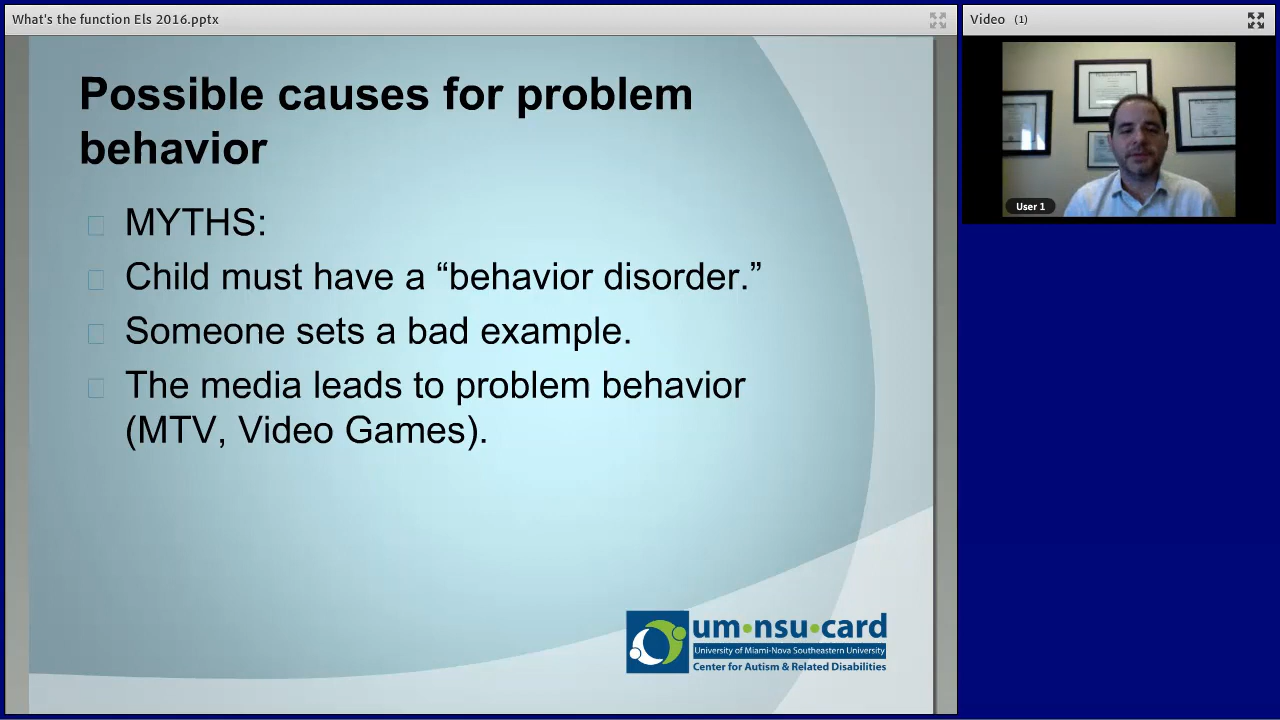 What's the function Els 2016.pptx
Video (1)
Possible causes for problem
behavior
MYTHS:
Child must have a “behavior disorder.”
Someone sets a bad example.
The media leads to problem behavior
(MTV, Video Games).
User 1
um•nsu•card
University of Miami-Nova Southeastern University
Center for Autism & Related Disabilities